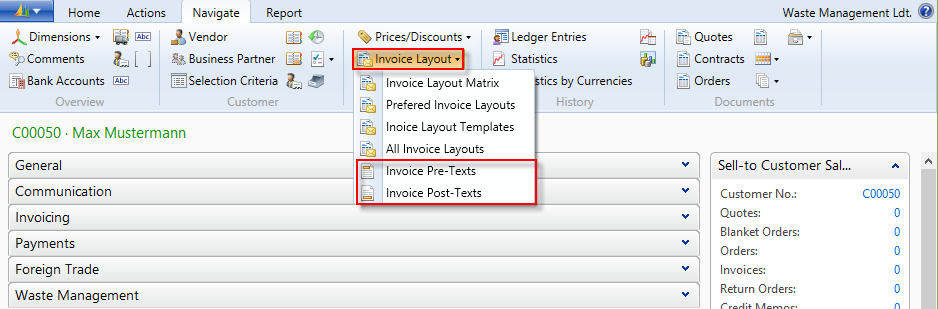 Home Actions Navigate Report Waste Management Ldt.
Dimensions Abc Vendor Prices/Discounts Ledger Entries Quotes
Comments Business Partner Invoice Layout Statistics Contracts
Bank Accounts Abc Selection Criteria Invoice Layout Matrix stics by Currencies Orders
Overview Customer Prefered Invoice Layouts History Documents
Inoice Layout Templates
C00050 · Max Mustermann
All Invoice Layouts
General Invoice Pre-Texts Sell-to Customer Sal...
Communication Invoice Post-Texts Customer No.: C00050
Invoicing Quotes: 0
Blanket Orders: 0
Payments Orders: 0
Foreign Trade Invoices: 0
Waste Management Return Orders: 0
Credit Memos: 0